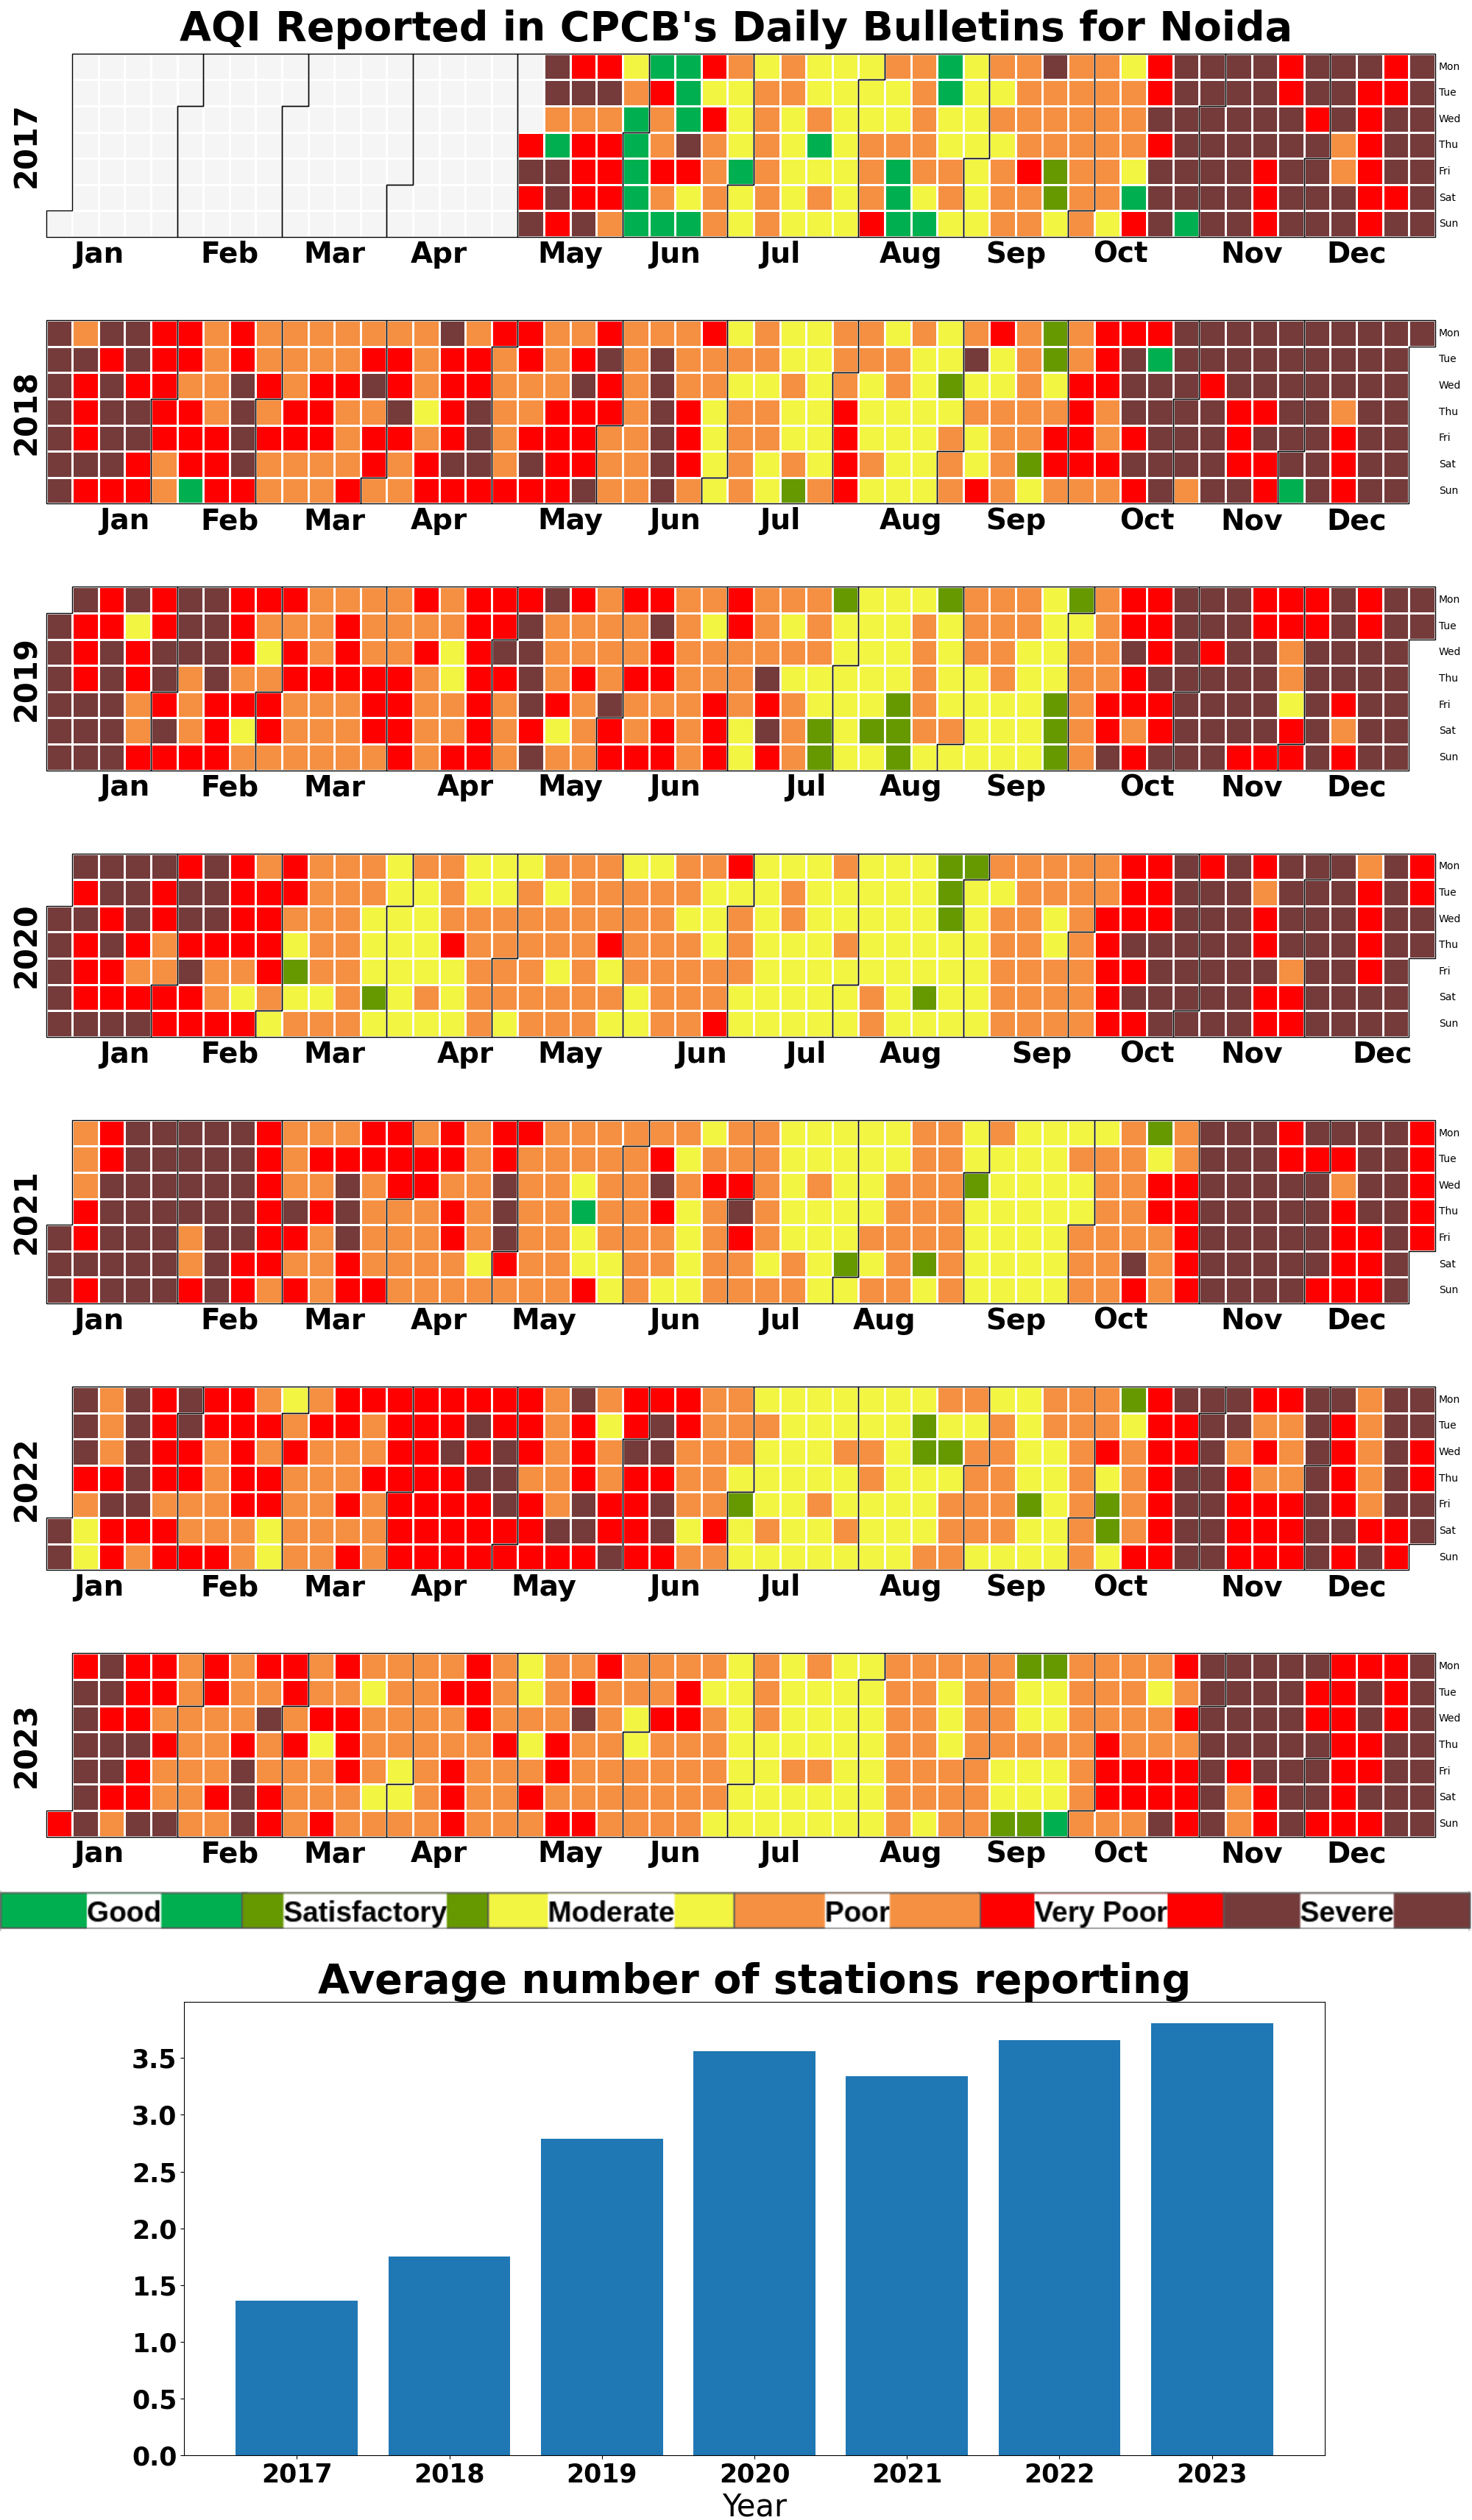 AQI Reported in CPCB's Daily Bulletins for Noida
2017
Mon
Tue
Wed
Thu
Fri
Sat
Sun
Jan Feb Mar Apr May Jun Jul Aug Sep Oct Nov Dec
2018
Mon
Tue
Wed
Thu
Fri
Sat
Sun
Jan Feb Mar Apr May Jun Jul Aug Sep Oct Nov Dec
2019
Mon
Tue
Wed
Thu
Fri
Sat
Sun
Jan Feb Mar Apr May Jun Jul Aug Sep Oct Nov Dec
2020
Mon
Tue
Wed
Thu
Fri
Sat
Sun
Jan Feb Mar Apr May Jun Jul Aug Sep Oct Nov Dec
2021
Mon
Tue
Wed
Thu
Fri
Sat
Sun
Jan Feb Mar Apr May Jun Jul Aug Sep Oct Nov Dec
2022
Mon
Tue
Wed
Thu
Fri
Sat
Sun
Jan Feb Mar Apr May Jun Jul Aug Sep Oct Nov Dec
2023
Mon
Tue
Wed
Thu
Fri
Sat
Sun
Jan Feb Mar Apr May Jun Jul Aug Sep Oct Nov Dec
Good Satisfactory Moderate Poor Very Poor Severe
Average number of stations reporting
3.5
3.0
2.5
2.0
1.5
1.0
0.5
0.0
2017 2018 2019 2020 2021 2022 2023
Year